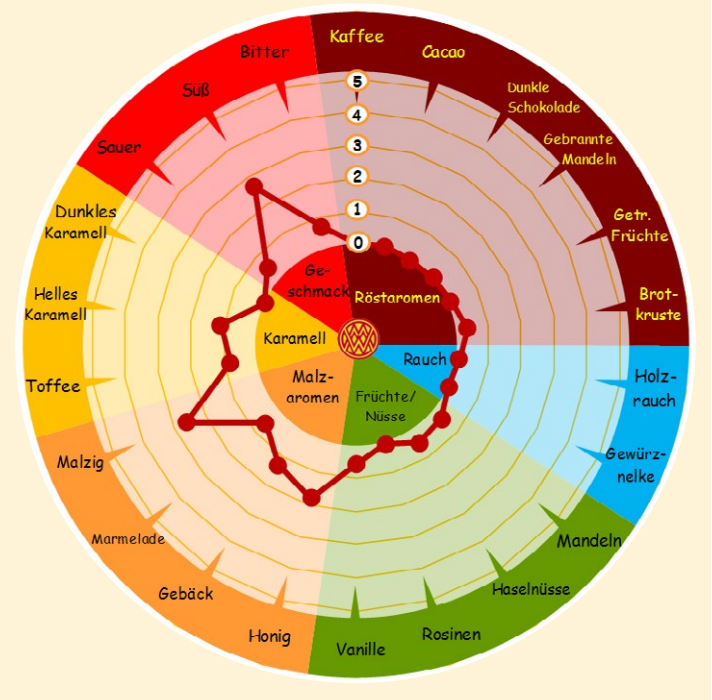 Kaffee
Cacao
Dunkle
Schokolade
Gebrannte
Mandeln
Getr.
Früchte
Brot-
kruste
Holz-
rauch
Gewürz-
nelke
Mandeln
Haselnüsse
Rosinen
Vanille
Honig
Gebäck
Marmelade
Malzig
Toffee
Helles
Karamell
Dunkles
Karamell
Sauer
Süß
Bitter
5
4
3
2
1
0
Ge-
schmack
Röstaromen
Karamell
Rauch
Malz-
aromen
Früchte/
Nüsse